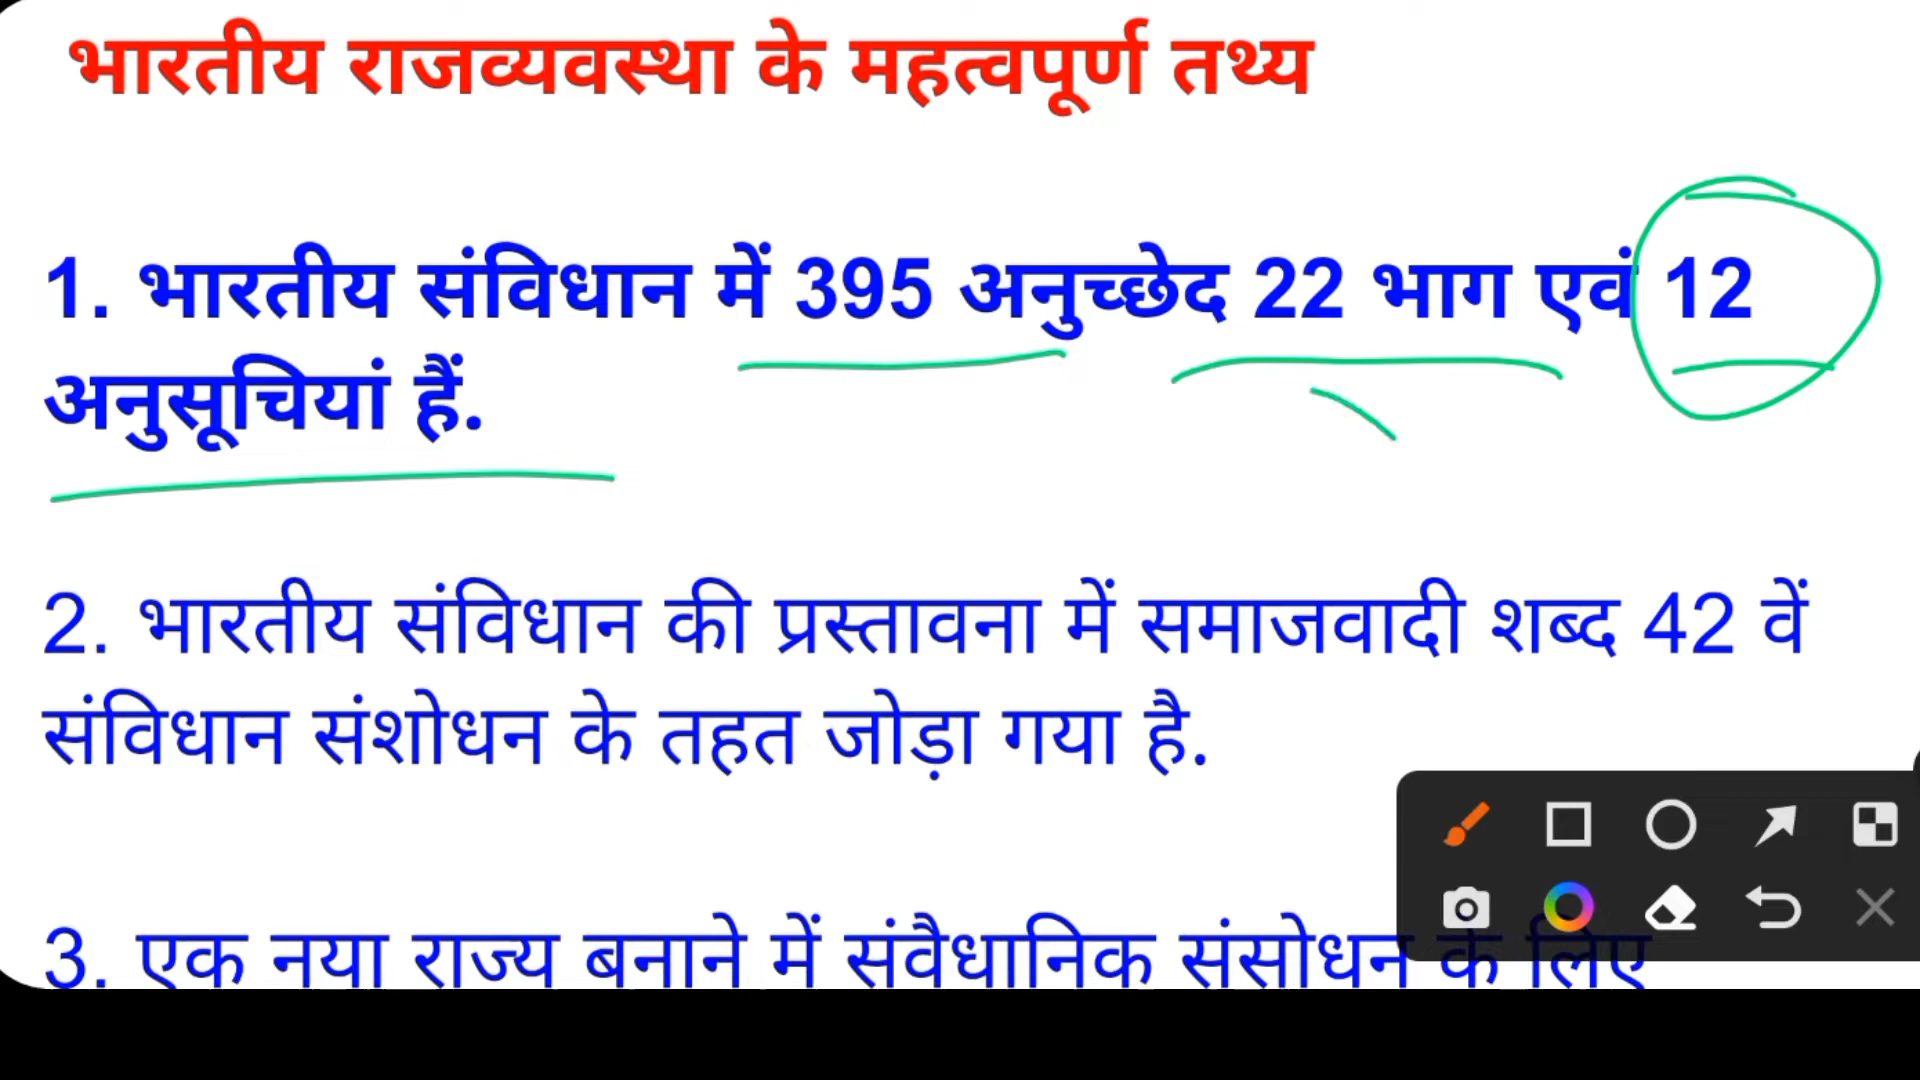 भारतीय राजव्यवस्था के महत्वपूर्ण तथ्य
1. भारतीय संविधान में 395 अनुच्छेद 22 भाग एवं 12
अनुसूचियां हैं.
2. भारतीय संविधान की प्रस्तावना में समाजवादी शब्द 42 वें
संविधान संशोधन के तहत जोड़ा गया है.
3. एक नया राज्य बनाने में संवैधानिक संसोधन के लिए